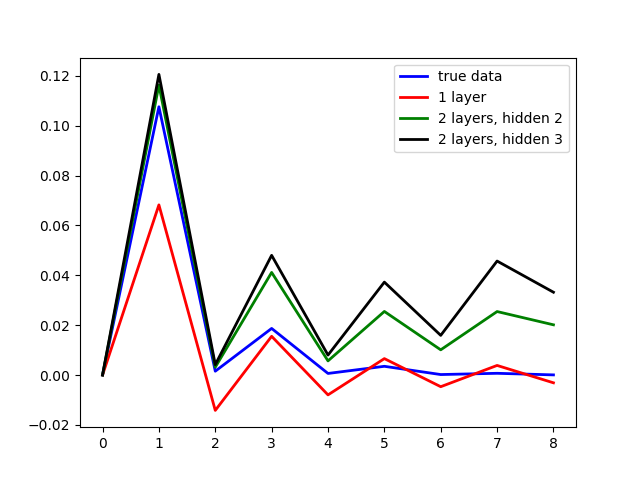 true data
1 layer
2 layers, hidden 2
2 layers, hidden 3
0.12
0.10
0.08
0.06
0.04
0.02
0.00
−0.02
0 1 2 3 4 5 6 7 8